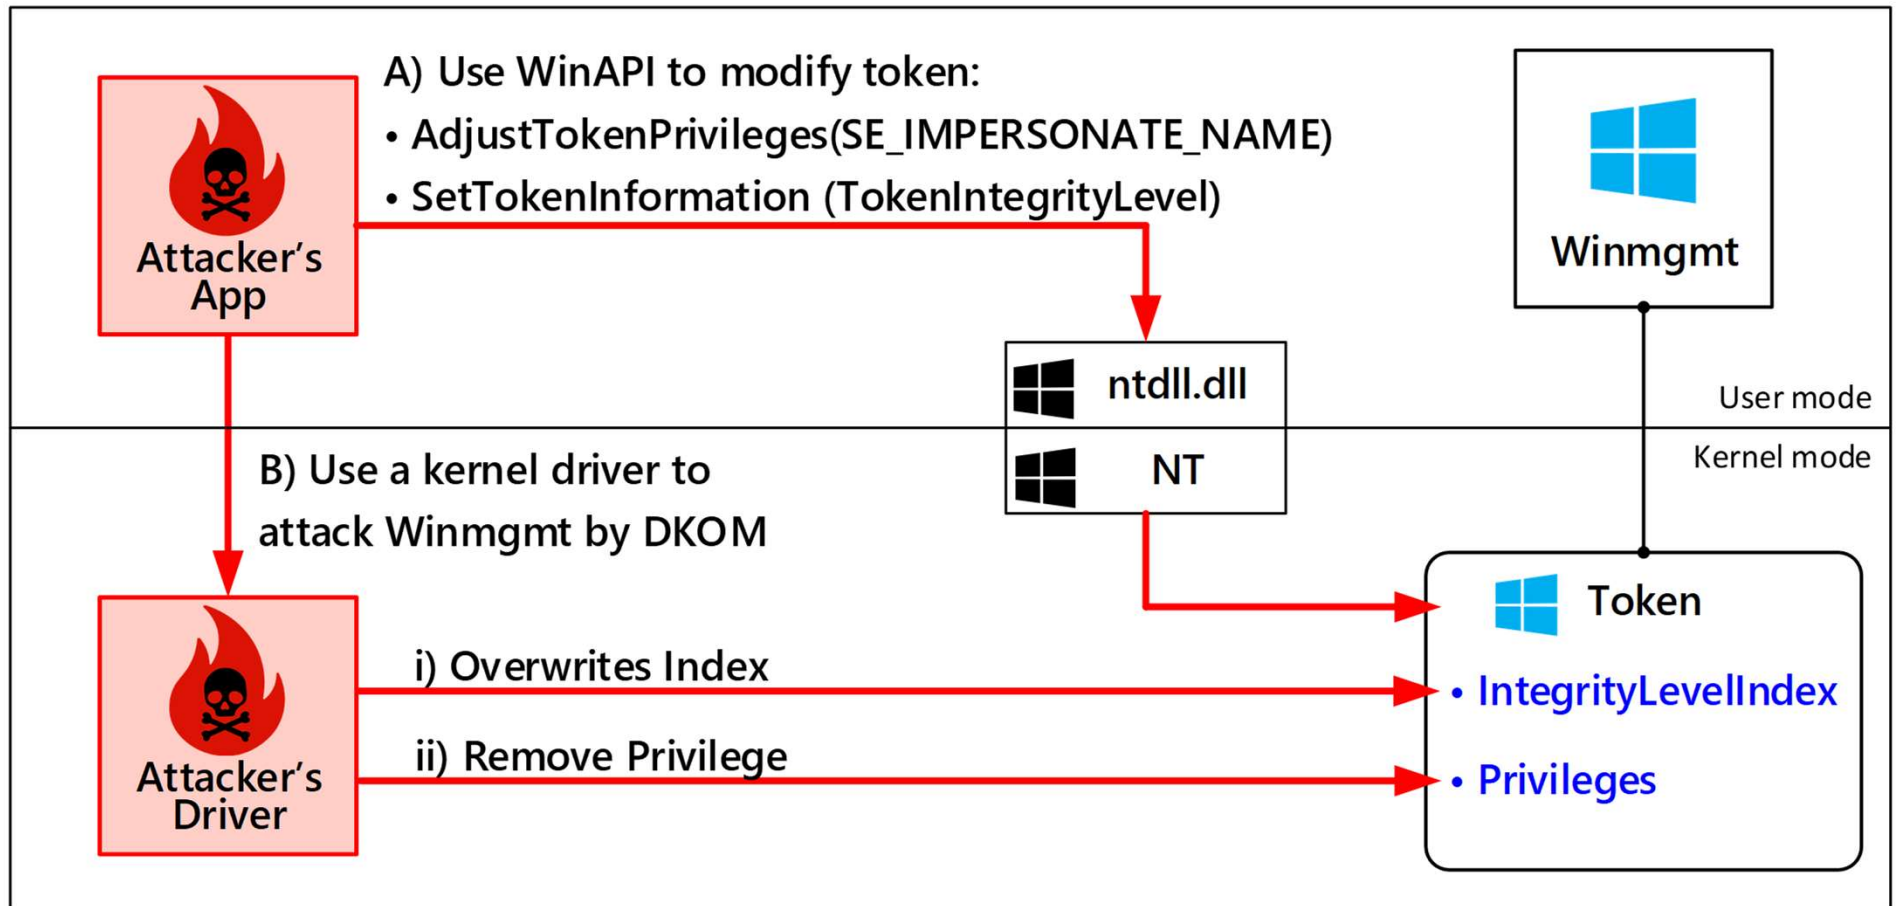 A) Use WinAPI to modify token:
• AdjustTokenPrivileges(SE_IMPERSONATE_NAME)
• SetTokenInformation (TokenIntegrityLevel)
Attacker's
App
Winmgmt
ntdll.dll
User mode
NT
Kernel mode
B) Use a kernel driver to
attack Winmgmt by DKOM
Token
i) Overwrites Index
• IntegrityLevelIndex
ii) Remove Privilege
• Privileges
Attacker's
Driver